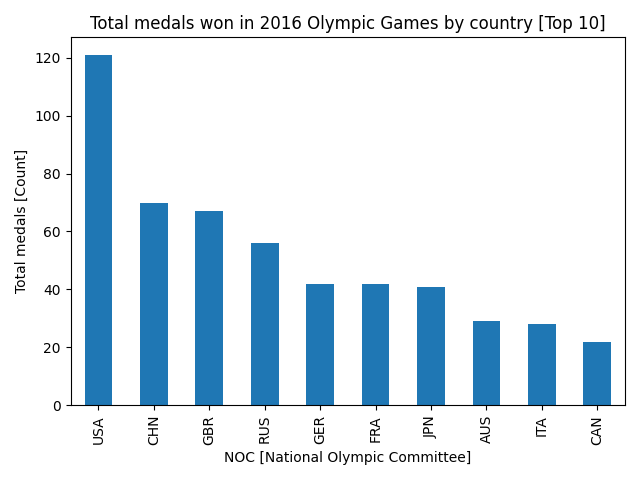 Total medals won in 2016 Olympic Games by country [Top 10]
Total medals [Count]
120
100
80
60
40
20
0
USA CHN GBR RUS GER FRA JPN AUS ITA CAN
NOC [National Olympic Committee]